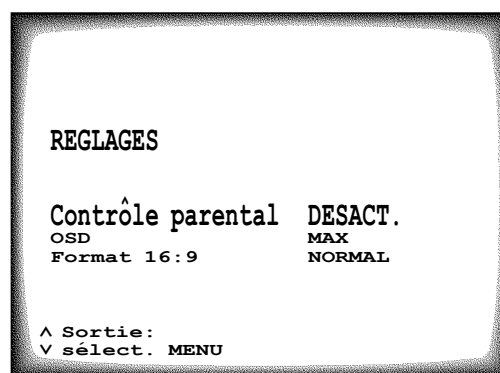 REGLAGES
Contrôle parental DESACT.
OSD MAX
Format 16:9 NORMAL
∧ Sortie:
∨ sélect. MENU